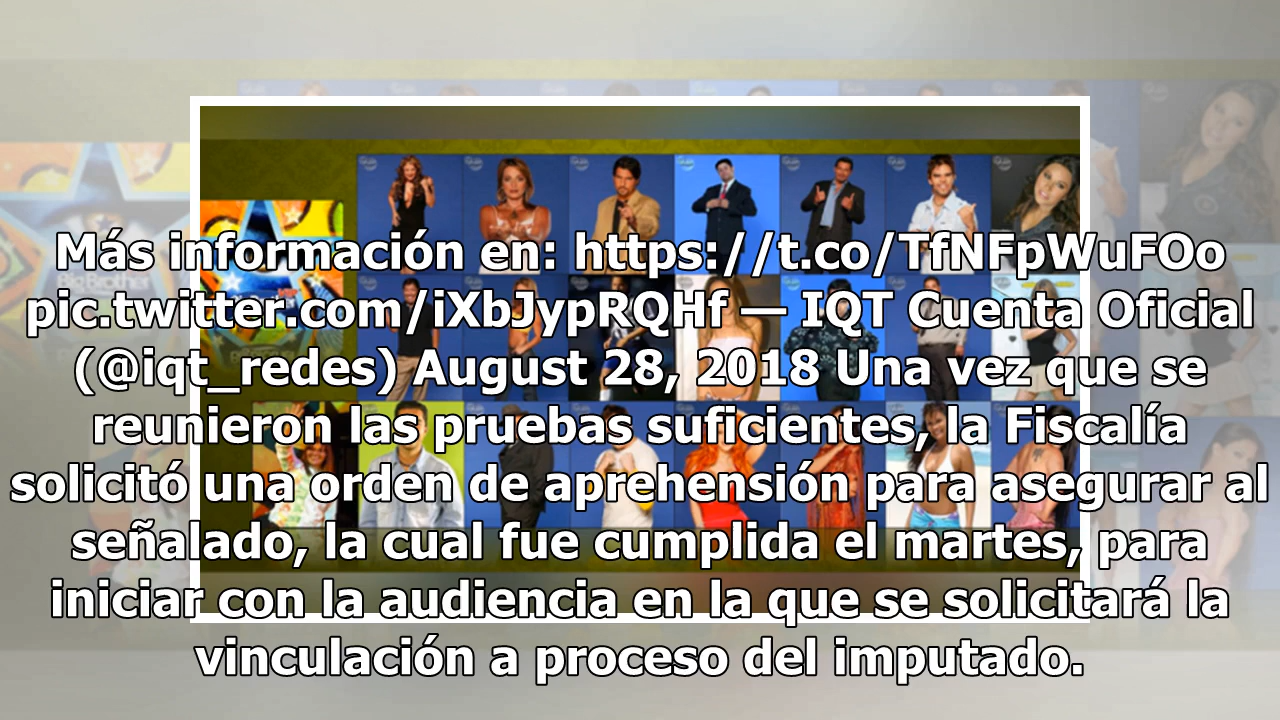 Más información en: https://t.co/TfNFpWuFOo
pic.twitter.com/iXbJypRQHf — IQT Cuenta Oficial
(@iqt_redes) August 28, 2018 Una vez que se
reunieron las pruebas suficientes, la Fiscalía
solicitó una orden de aprehensión para asegurar al
señalado, la cual fue cumplida el martes, para
iniciar con la audiencia en la que se solicitará la
vinculación a proceso del imputado.
Big Brother